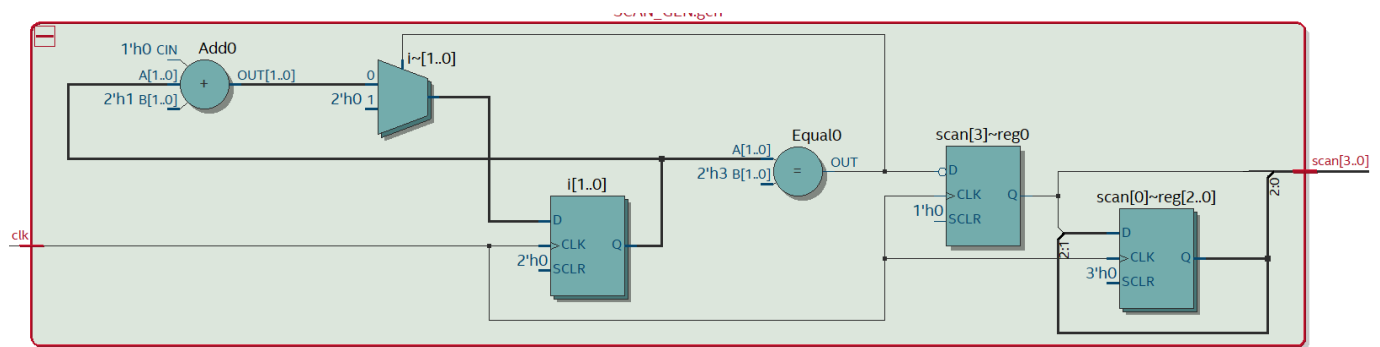 1'h0 CIN
Add0
A[1..0]
OUT[1..0]
2'h1 B[1..0]
+
i~[1..0]
0
2'h0 1
Equal0
A[1..0]
2'h3 B[1..0]
=
OUT
scan[3]~reg0
D
CLK
1'h0
SCLR
Q
scan[3..0]
2:0
scan[0]~reg[2..0]
D
CLK
3'h0
SCLR
Q
2:1
i[1..0]
D
CLK
2'h0
SCLR
Q
clk